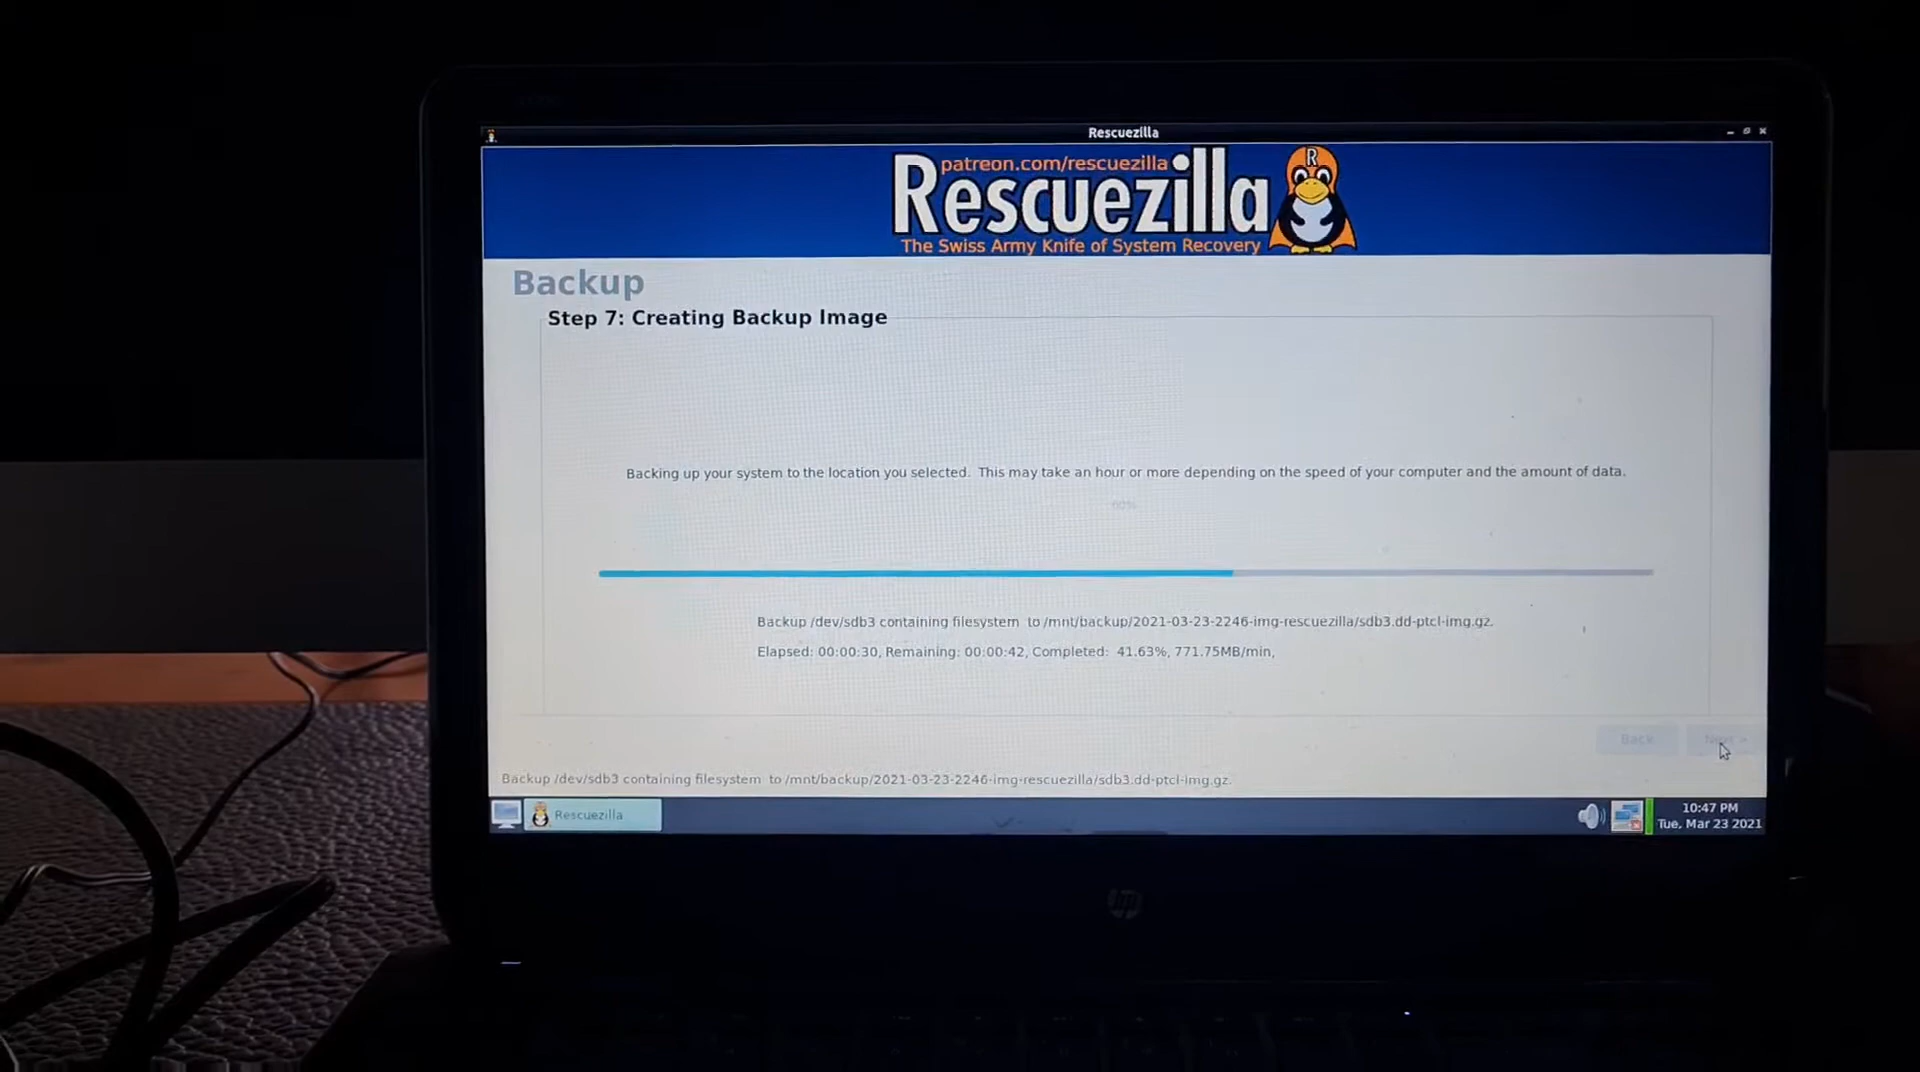 Rescuezilla
patreon.com/rescuezilla
Rescuezilla
R
The Swiss Army Knife of System Recovery
Backup
Step 7: Creating Backup Image
Backing up your system to the location you selected. This may take an hour or more depending on the speed of your computer and the amount of data.
60%
Backup /dev/sdb3 containing filesystem to /mnt/backup/2021-03-23-2246-img-rescuezilla/sdb3.dd-ptcl-img.gz.
Elapsed: 00:00:30, Remaining: 00:00:42, Completed: 41.63%, 771.75MB/min,
Back Next >
Backup /dev/sdb3 containing filesystem to /mnt/backup/2021-03-23-2246-img-rescuezilla/sdb3.dd-ptcl-img.gz.
Rescuezilla
10:47 PM
Tue, Mar 23 2021
hp